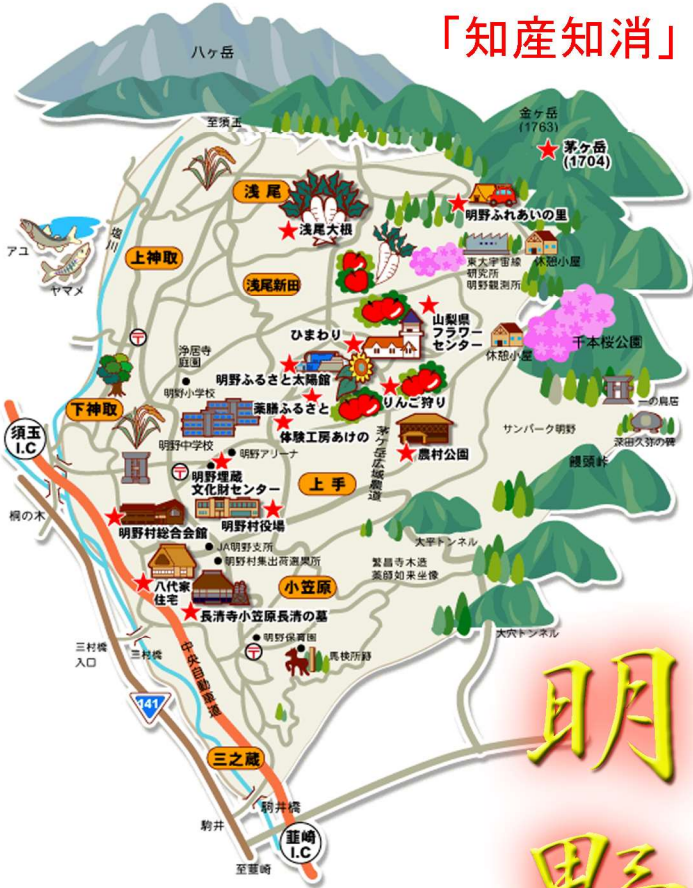 「知産知消」
八ヶ岳
金ヶ岳
(1763)
茅ヶ岳
(1704)
至須玉
浅尾
浅尾大根
明野ふれあいの里
アユ
ヤマメ
上神取
浅尾新田
東大宇宙線
研究所
明野観測所
休憩小屋
山梨県
フラワー
センター
ひまわり
浄居寺
庭園
休憩小屋
千本桜公園
明野ふるさと太陽館
明野小学校
薬膳ふるさと
りんご狩り
一の鳥居
下神取
体験工房あけの
深田久弥の碑
須玉
I.C
明野中学校
明野アリーナ
農村公園
サンパーク明野
茅ヶ岳広域農道
饅頭峠
明野埋蔵
文化財センター
上手
桐の木
明野村総合会館
明野村役場
大平トンネル
JA明野支所
明野村集出荷選果所
繁昌寺木造
薬師如来坐像
八代家
住宅
小笠原
長清寺小笠原長清の墓
大穴トンネル
明野保育園
馬検所跡
三村橋
入口
三村橋
中央自動車道
141
三之蔵
駒井橋
駒井
韮崎
I.C
至韮崎
明
野